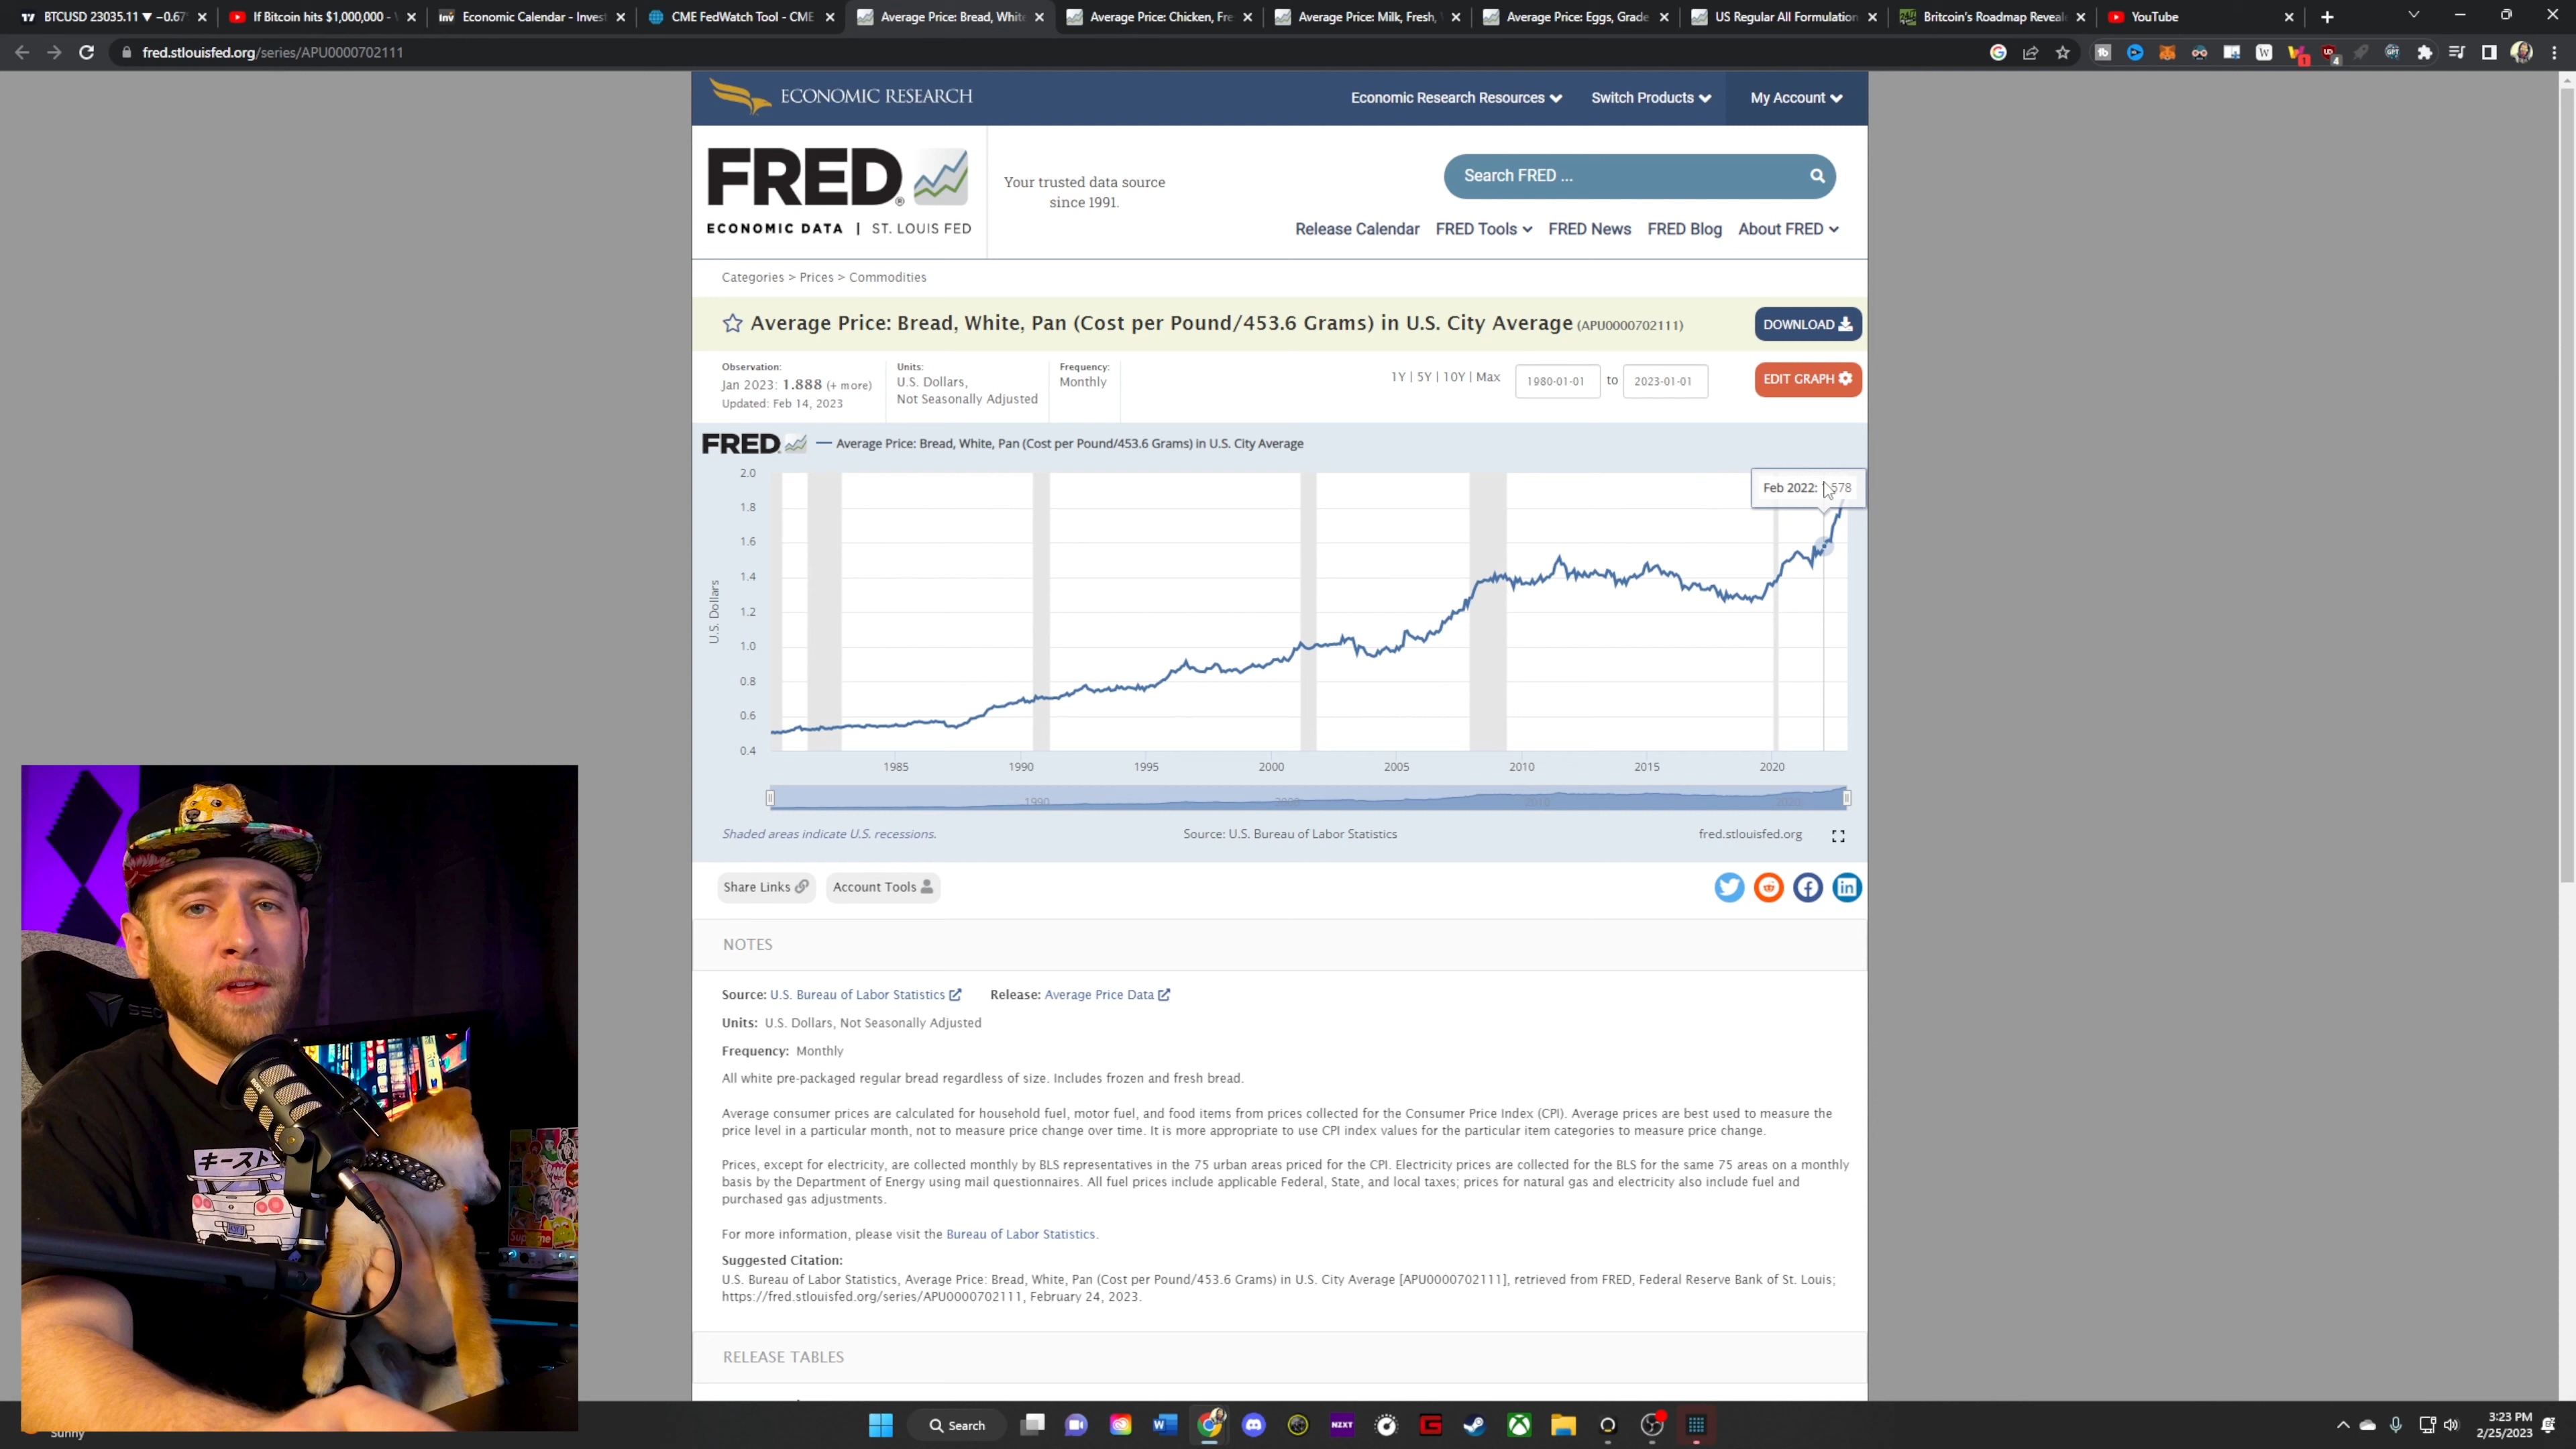 BTCUSD 23035.11 ▼ −0.67
If Bitcoin hits $1,000,000 -
Economic Calendar - Invest
CME FedWatch Tool - CME
Average Price: Bread, White
Average Price: Chicken, Fre
Average Price: Milk, Fresh,
Average Price: Eggs, Grade
US Regular All Formulation
Britcoin's Roadmap Reveal
YouTube
fred.stlouisfed.org/series/APU0000702111
ECONOMIC RESEARCH
Economic Research Resources
Switch Products
My Account
FRED®
ECONOMIC DATA | ST. LOUIS FED
Your trusted data source
since 1991.
Search FRED ...
Release Calendar
FRED Tools
FRED News
FRED Blog
About FRED
Categories > Prices > Commodities
Average Price: Bread, White, Pan (Cost per Pound/453.6 Grams) in U.S. City Average (APU0000702111)
DOWNLOAD
Observation:
Jan 2023: 1.888 (+ more)
Updated: Feb 14, 2023
Units:
U.S. Dollars,
Not Seasonally Adjusted
Frequency:
Monthly
1Y | 5Y | 10Y | Max
1980-01-01 to 2023-01-01
EDIT GRAPH
FRED
Average Price: Bread, White, Pan (Cost per Pound/453.6 Grams) in U.S. City Average
Feb 2022: 578
U.S. Dollars
2.0
1.8
1.6
1.4
1.2
1.0
0.8
0.6
0.4
1985 1990 1995 2000 2005 2010 2015 2020
1990 2000 2010 2020
Shaded areas indicate U.S. recessions.
Source: U.S. Bureau of Labor Statistics
fred.stlouisfed.org
Share Links
Account Tools
NOTES
Source: U.S. Bureau of Labor Statistics
Release: Average Price Data
Units: U.S. Dollars, Not Seasonally Adjusted
Frequency: Monthly
All white pre-packaged regular bread regardless of size. Includes frozen and fresh bread.
Average consumer prices are calculated for household fuel, motor fuel, and food items from prices collected for the Consumer Price Index (CPI). Average prices are best used to measure the
price level in a particular month, not to measure price change over time. It is more appropriate to use CPI index values for the particular item categories to measure price change.
Prices, except for electricity, are collected monthly by BLS representatives in the 75 urban areas priced for the CPI. Electricity prices are collected for the BLS for the same 75 areas on a monthly
basis by the Department of Energy using mail questionnaires. All fuel prices include applicable Federal, State, and local taxes; prices for natural gas and electricity also include fuel and
purchased gas adjustments.
For more information, please visit the Bureau of Labor Statistics.
Suggested Citation:
U.S. Bureau of Labor Statistics, Average Price: Bread, White, Pan (Cost per Pound/453.6 Grams) in U.S. City Average [APU0000702111], retrieved from FRED, Federal Reserve Bank of St. Louis;
https://fred.stlouisfed.org/series/APU0000702111, February 24, 2023.
RELEASE TABLES
キースト
Sunny
Search
NZXT
3:23 PM
2/25/2023